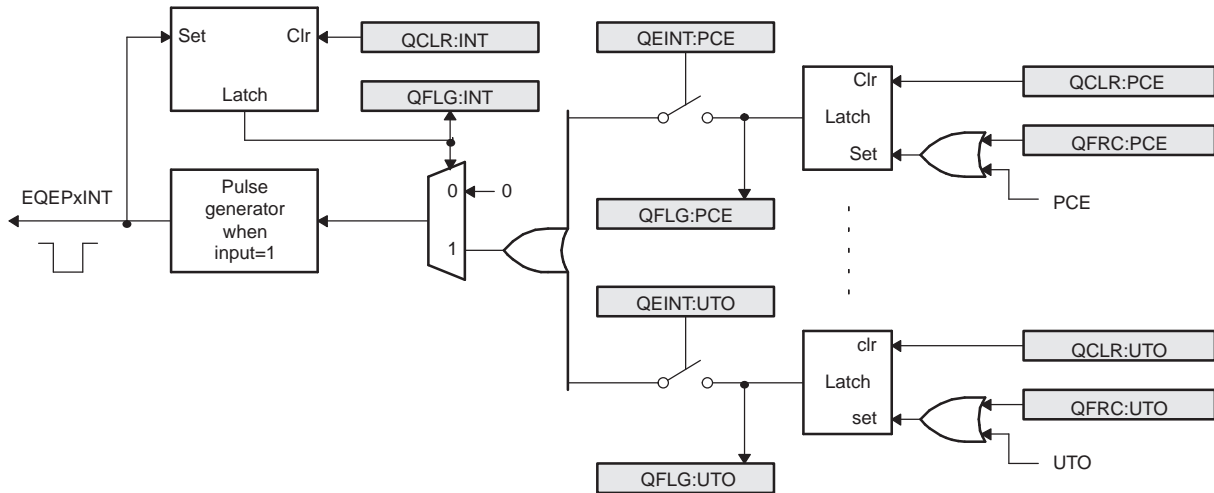 Set
Clr
Latch
QCLR:INT
QFLG:INT
EQEPxINT
Pulse
generator
when
input=1
0
0
1
QEINT:PCE
QFLG:PCE
Clr
Latch
Set
QCLR:PCE
QFRC:PCE
PCE
QEINT:UTO
QFLG:UTO
clr
Latch
set
QCLR:UTO
QFRC:UTO
UTO